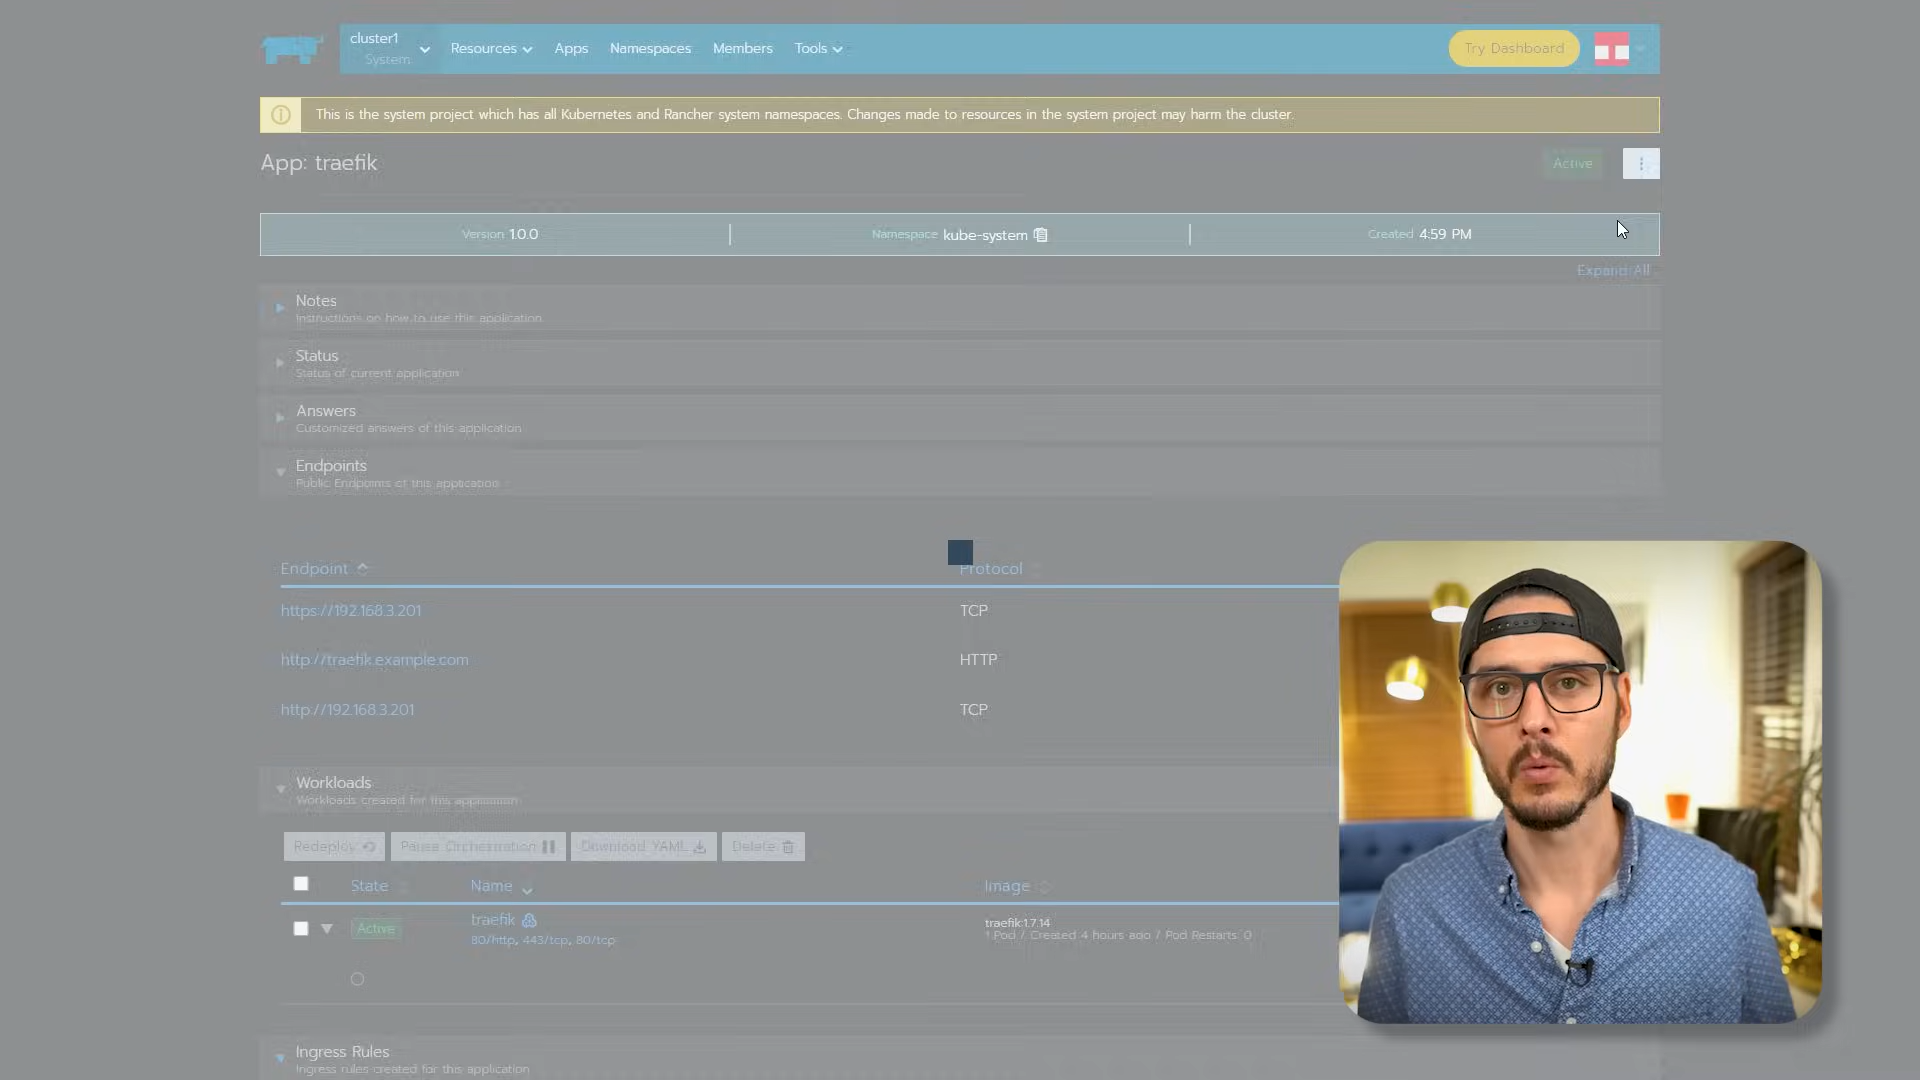 cluster1
System
Resources
Apps
Namespaces
Members
Tools
Try Dashboard
This is the system project which has all Kubernetes and Rancher system namespaces. Changes made to resources in the system project may harm the cluster.
App: traefik
Active
Version 1.0.0
Namespace kube-system
Created 4:59 PM
Expand All
Notes
Instructions on how to use this application
Status
Status of current application
Answers
Customized answers of this application
Endpoints
Public Endpoints of this application
Endpoint
Protocol
https://192.168.3.201
TCP
http://traefik.example.com
HTTP
http://192.168.3.201
TCP
Workloads
Workloads created for this application
Redeploy
Pause Orchestration
Download YAML
Delete
State
Name
Image
Active
traefik
80/http, 443/tcp, 80/tcp
traefik:1.7.14
1 Pod / Created 4 hours ago / Pod Restarts: 0
Ingress Rules
Ingress rules created for this application